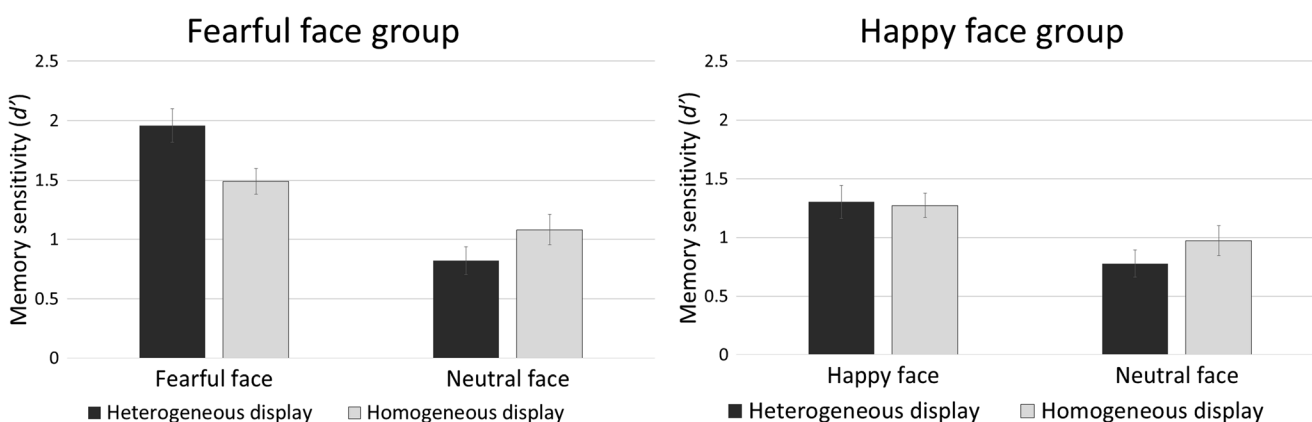 Fearful face group
Memory sensitivity (d′)
2.5
2
1.5
1
0.5
0
Fearful face
Neutral face
Heterogeneous display
Homogeneous display
Happy face group
Memory sensitivity (d′)
2.5
2
1.5
1
0.5
0
Happy face
Neutral face
Heterogeneous display
Homogeneous display